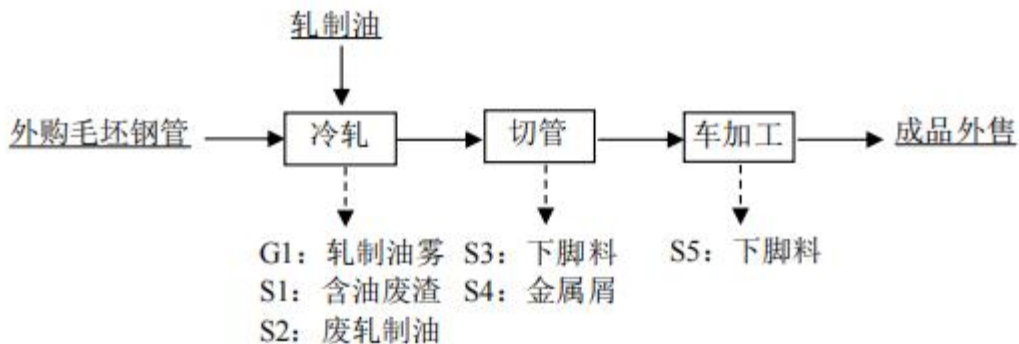 轧制油
外购毛坯钢管
冷轧
切管
车加工
成品外售
G1：轧制油雾
S3：下脚料
S5：下脚料
S1：含油废渣
S4：金属屑
S2：废轧制油